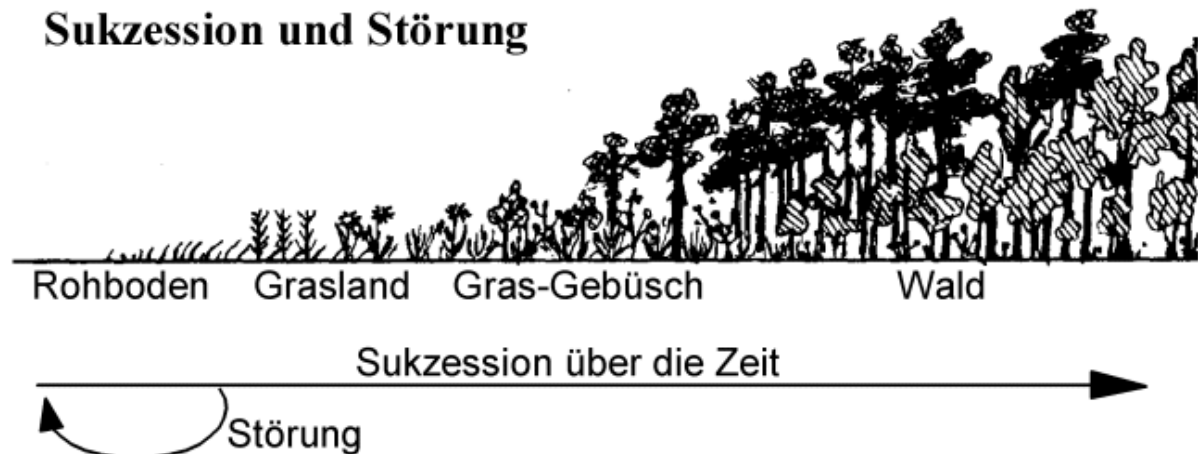 Sukzession und Störung
Rohboden Grasland Gras-Gebüsch Wald
Sukzession über die Zeit
Störung